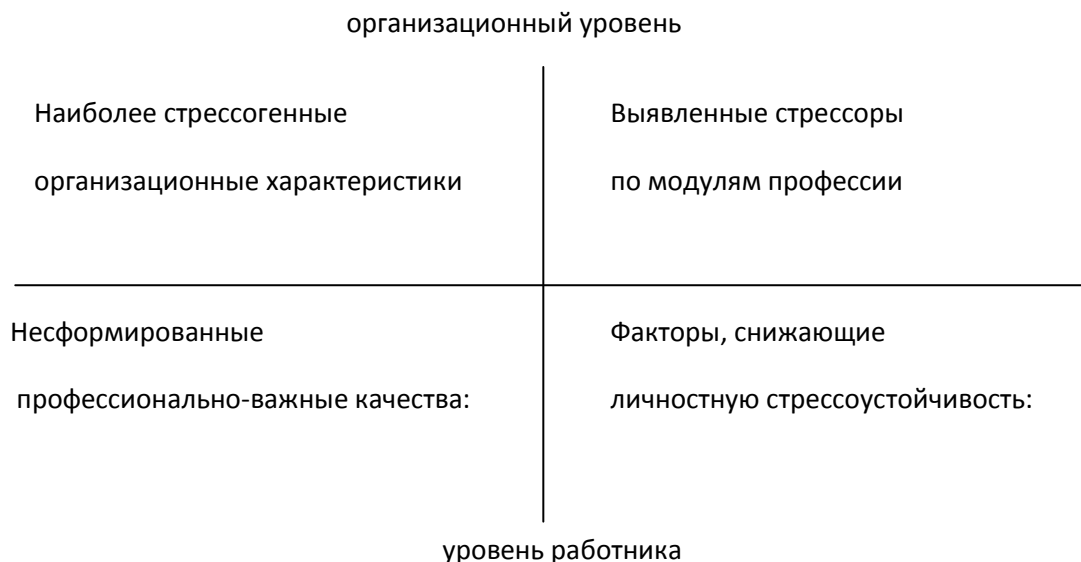 организационный уровень
Наиболее стрессогенные
организационные характеристики
Выявленные стрессоры
по модулям профессии
Несформированные
профессионально-важные качества:
Факторы, снижающие
личностную стрессоустойчивость:
уровень работника